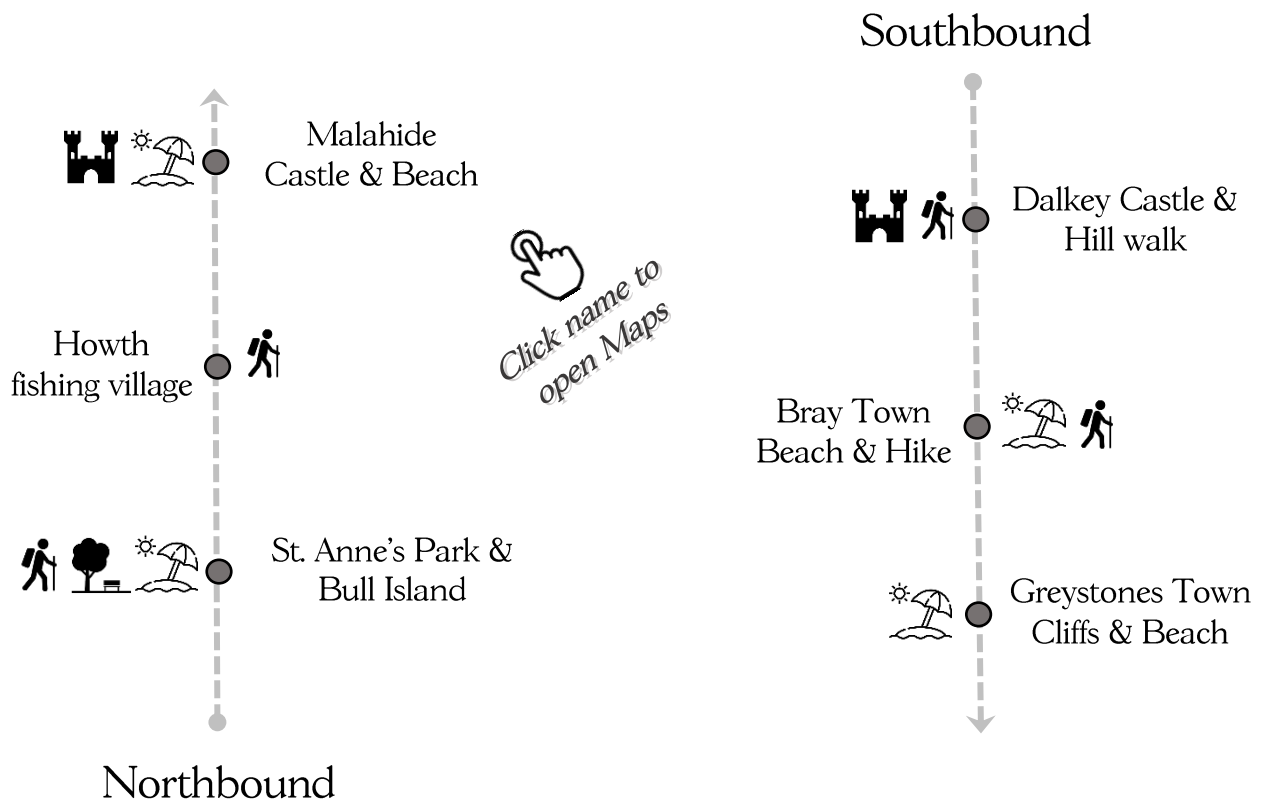 Southbound
Malahide
Castle & Beach
Dalkey Castle &
Hill walk
Click name to
open Maps
Howth
fishing village
Bray Town
Beach & Hike
St. Anne’s Park &
Bull Island
Greystones Town
Cliffs & Beach
Northbound